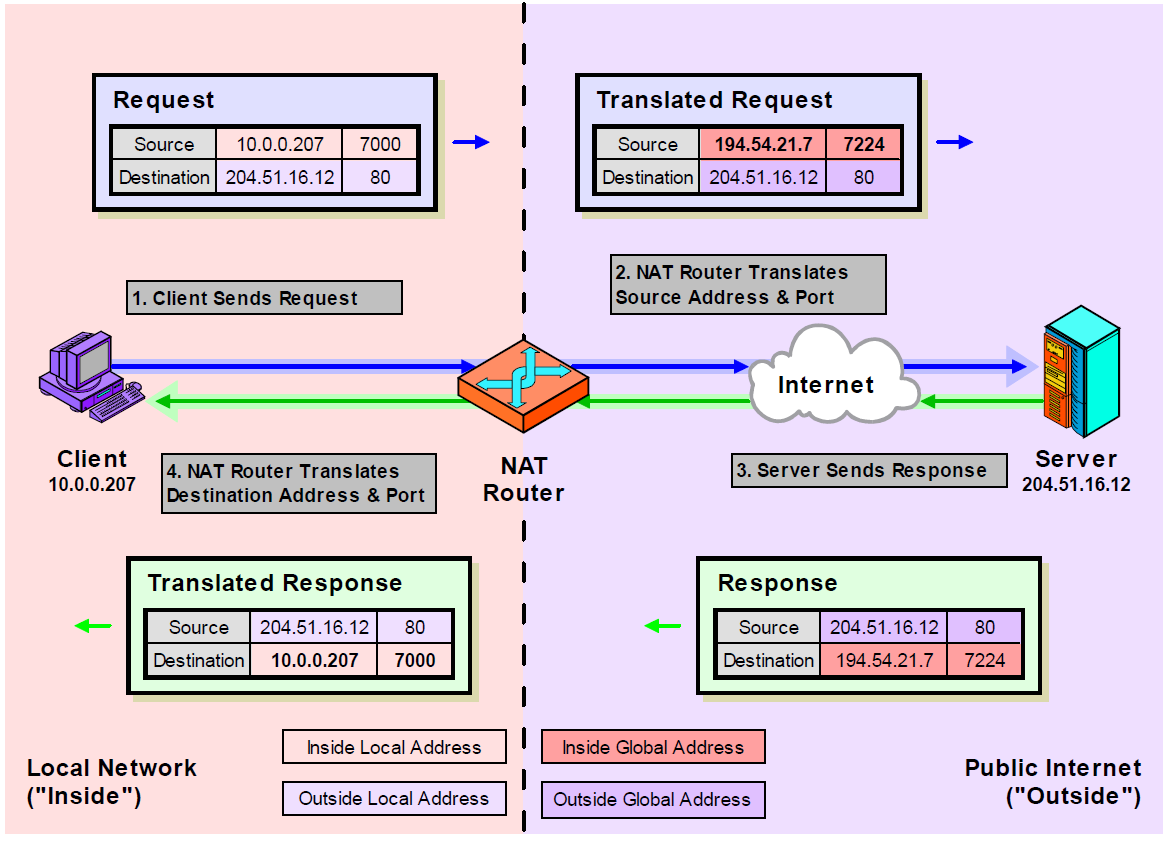 Request
Source 10.0.0.207 7000
Destination 204.51.16.12 80
Translated Request
Source 194.54.21.7 7224
Destination 204.51.16.12 80
1. Client Sends Request
2. NAT Router Translates
Source Address & Port
Internet
Client
10.0.0.207
4. NAT Router Translates
Destination Address & Port
NAT
Router
3. Server Sends Response
Server
204.51.16.12
Translated Response
Source 204.51.16.12 80
Destination 10.0.0.207 7000
Response
Source 204.51.16.12 80
Destination 194.54.21.7 7224
Local Network
("Inside")
Inside Local Address
Outside Local Address
Inside Global Address
Outside Global Address
Public Internet
("Outside")